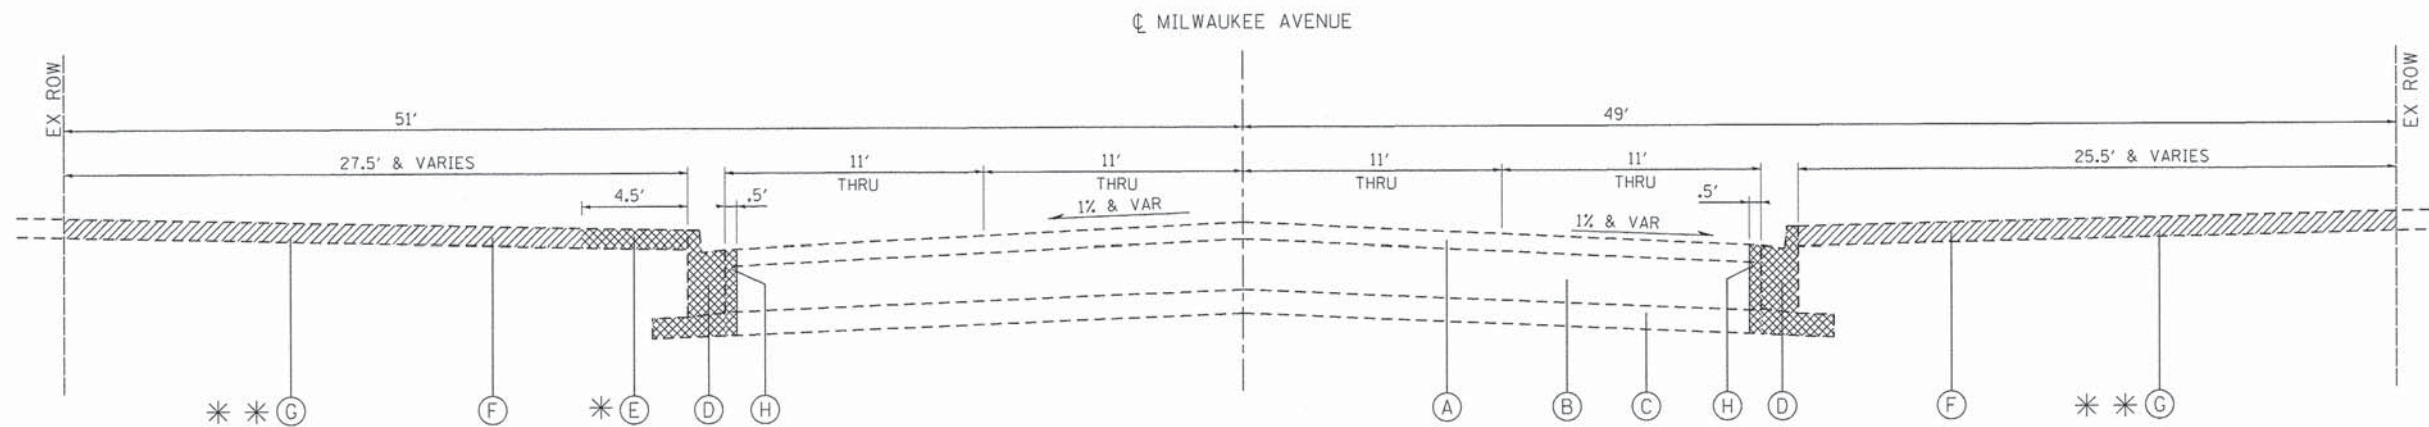 ℄ MILWAUKEE AVENUE
EX ROW
EX ROW
51'
49'
27.5' & VARIES
11'
THRU
11'
THRU
11'
THRU
11'
THRU
25.5' & VARIES
4.5'
.5'
1% & VAR
1% & VAR
.5'
* * G
F
* E
D
H
A
B
C
H
D
F
* * G